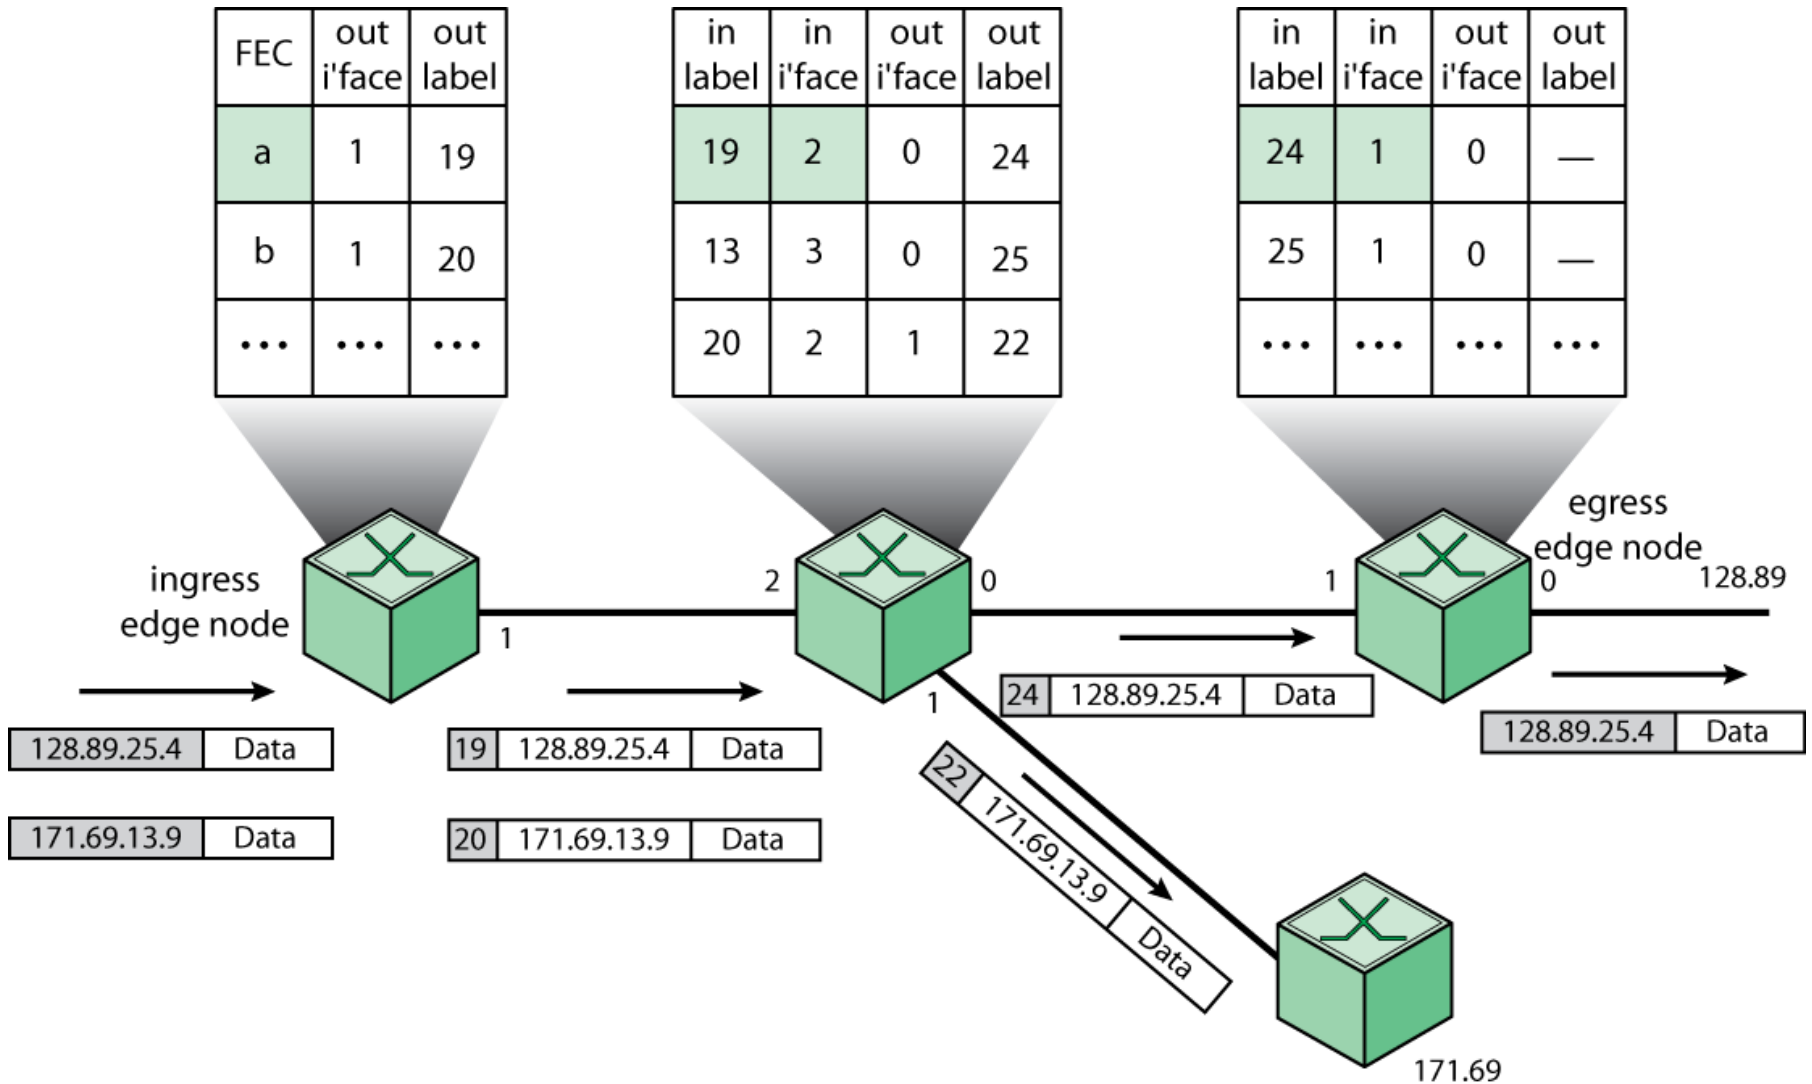 FEC
out
i'face
out
label
a 1 19
b 1 20
... ... ...
in
label
in
i'face
out
i'face
out
label
19 2 0 24
13 3 0 25
20 2 1 22
in
label
in
i'face
out
i'face
out
label
24 1 0 —
25 1 0 —
... ... ... ...
ingress
edge node
1
2
0
1
1
egress
edge node
0
128.89
128.89.25.4 Data
171.69.13.9 Data
19 128.89.25.4 Data
20 171.69.13.9 Data
24 128.89.25.4 Data
22 171.69.13.9 Data
128.89.25.4 Data
171.69